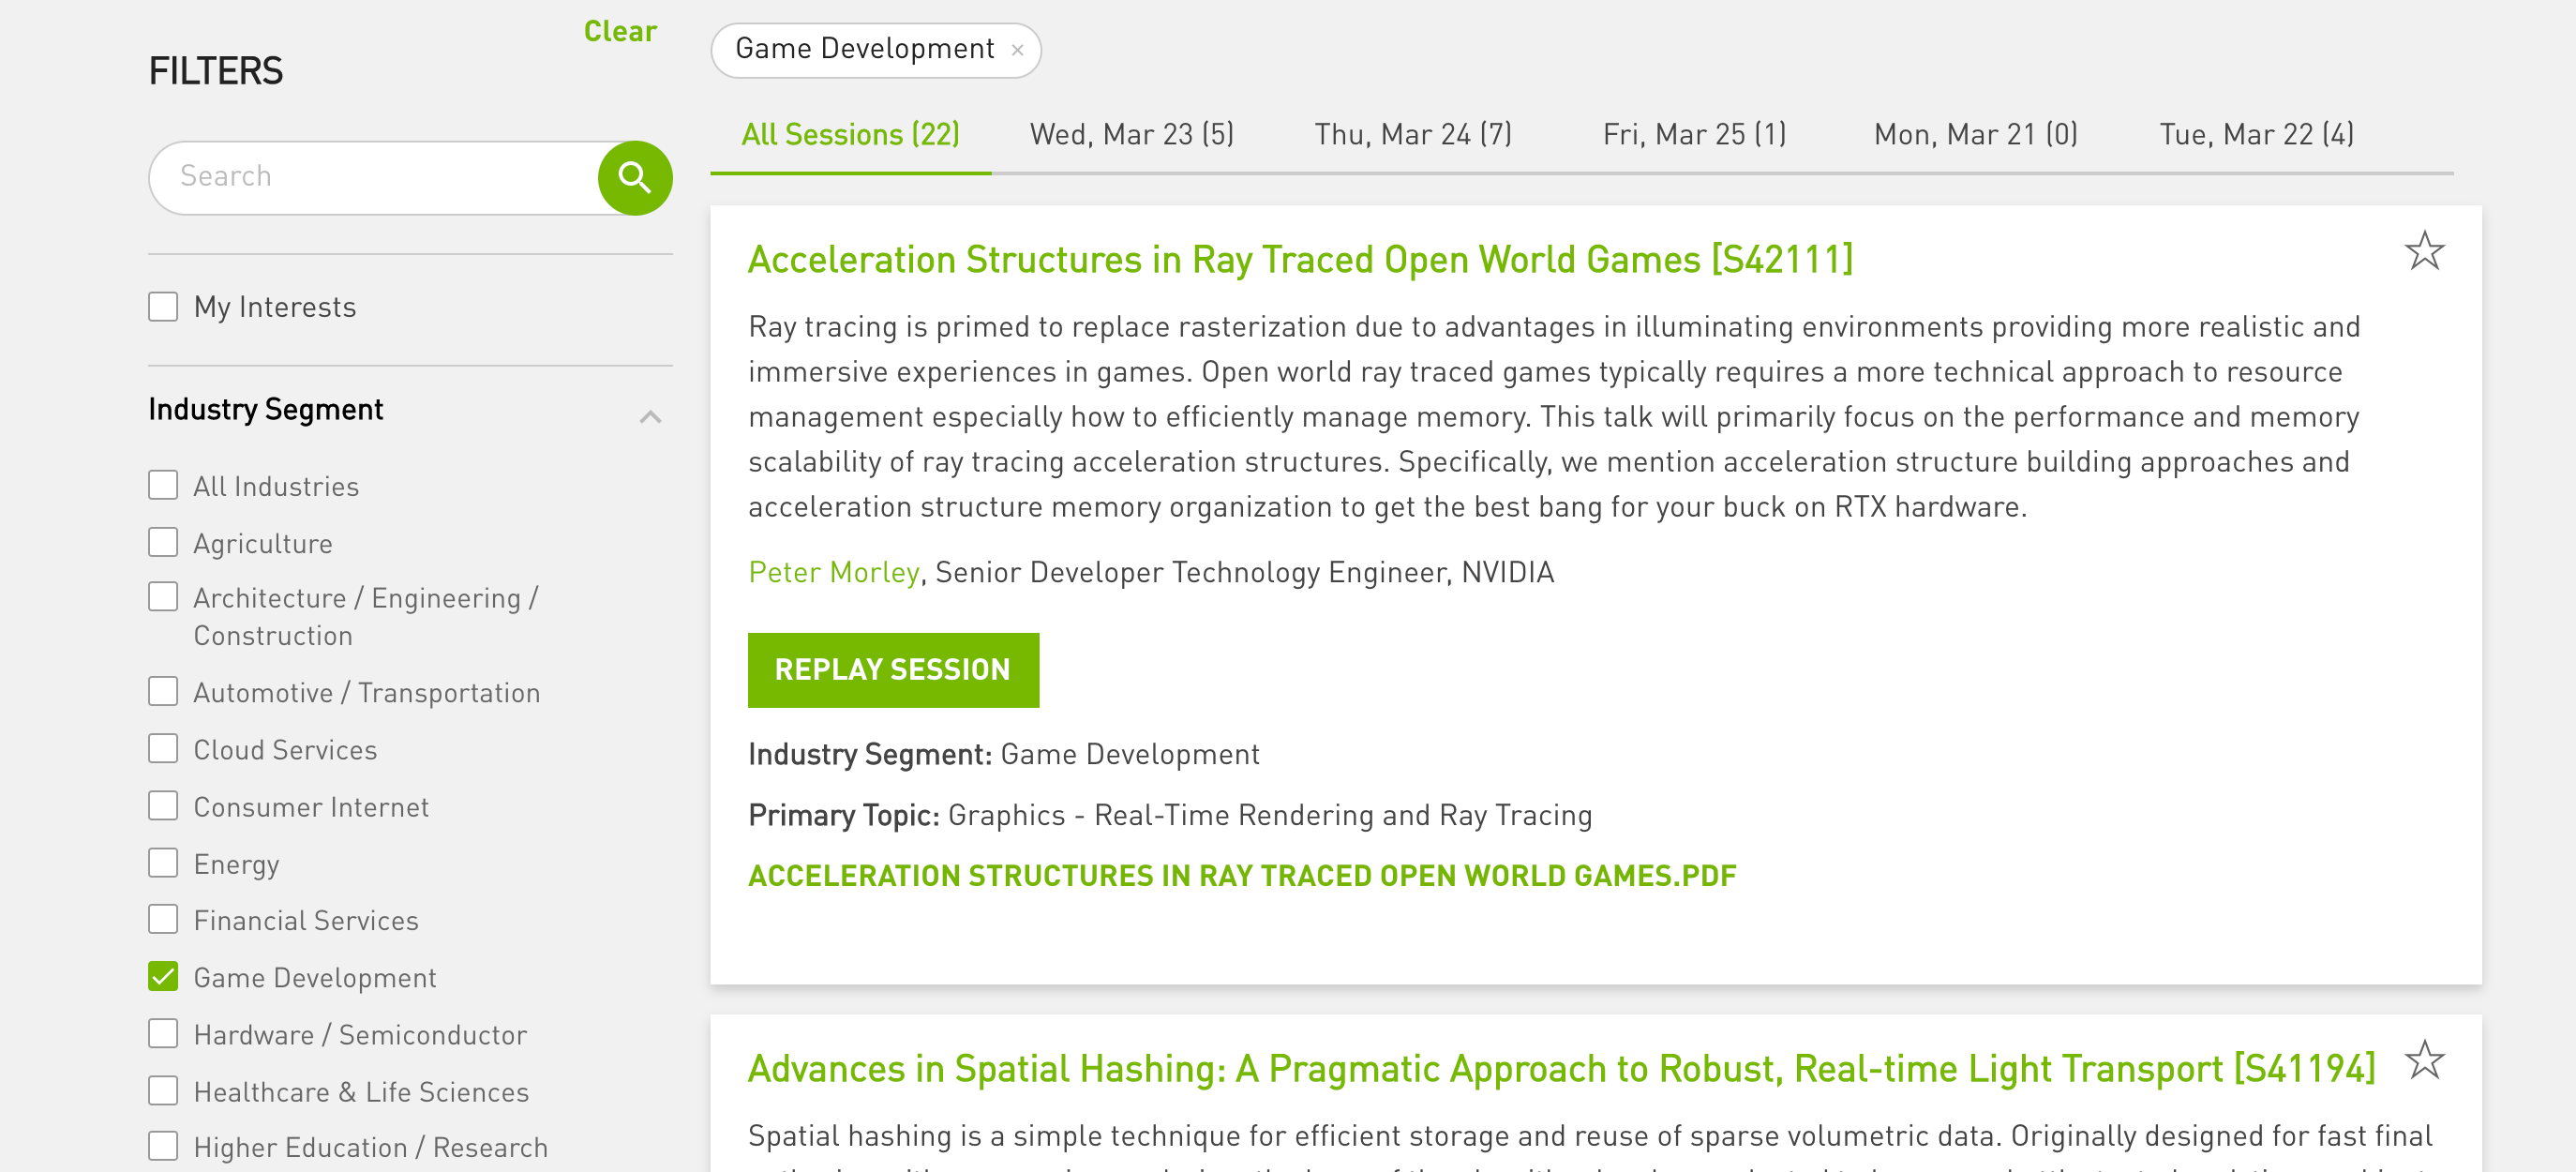 Clear
FILTERS
Search
My Interests
Industry Segment
All Industries
Agriculture
Architecture / Engineering /
Construction
Automotive / Transportation
Cloud Services
Consumer Internet
Energy
Financial Services
Game Development
Hardware / Semiconductor
Healthcare & Life Sciences
Higher Education / Research
Game Development ×
All Sessions (22) Wed, Mar 23 (5) Thu, Mar 24 (7) Fri, Mar 25 (1) Mon, Mar 21 (0) Tue, Mar 22 (4)
Acceleration Structures in Ray Traced Open World Games [S42111]
Ray tracing is primed to replace rasterization due to advantages in illuminating environments providing more realistic and
immersive experiences in games. Open world ray traced games typically requires a more technical approach to resource
management especially how to efficiently manage memory. This talk will primarily focus on the performance and memory
scalability of ray tracing acceleration structures. Specifically, we mention acceleration structure building approaches and
acceleration structure memory organization to get the best bang for your buck on RTX hardware.
Peter Morley, Senior Developer Technology Engineer, NVIDIA
REPLAY SESSION
Industry Segment: Game Development
Primary Topic: Graphics - Real-Time Rendering and Ray Tracing
ACCELERATION STRUCTURES IN RAY TRACED OPEN WORLD GAMES.PDF
Advances in Spatial Hashing: A Pragmatic Approach to Robust, Real-time Light Transport [S41194]
Spatial hashing is a simple technique for efficient storage and reuse of sparse volumetric data. Originally designed for fast final